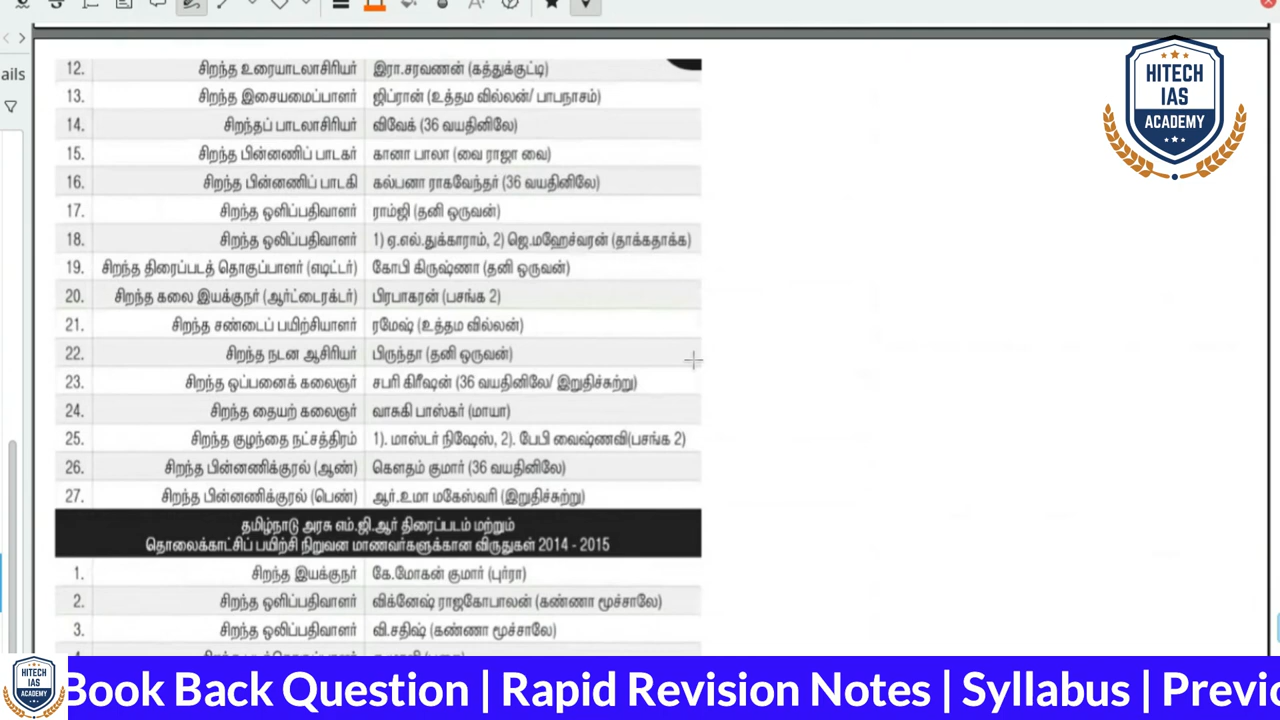 ails
HITECH
IAS
ACADEMY
12. சிறந்த உரையாடலாசிரியர் இரா.சரவணன் (கத்துக்குட்டி)
13. சிறந்த இசையமைப்பாளர் ஜிப்ரான் (உத்தம வில்லன்/ பாபநாசம்)
14. சிறந்தப் பாடலாசிரியர் விவேக் (36 வயதினிலே)
15. சிறந்த பின்னணிப் பாடகர் கானா பாலா (வை ராஜா வை)
16. சிறந்த பின்னணிப் பாடகி கல்பனா ராகவேந்தர் (36 வயதினிலே)
17. சிறந்த ஒளிப்பதிவாளர் ராம்ஜி (தனி ஒருவன்)
18. சிறந்த ஒலிப்பதிவாளர் 1) ஏ.எல்.துக்காராம், 2) ஜெ.மஹேச்வரன் (தாக்கதாக்க)
19. சிறந்த திரைப்படத் தொகுப்பாளர் (எடிட்டர்) கோபி கிருஷ்ணா (தனி ஒருவன்)
20. சிறந்த கலை இயக்குநர் (ஆர்ட்டைரக்டர்) பிரபாகரன் (பசங்க 2)
21. சிறந்த சண்டைப் பயிற்சியாளர் ரமேஷ் (உத்தம வில்லன்)
22. சிறந்த நடன ஆசிரியர் பிருந்தா (தனி ஒருவன்)
23. சிறந்த ஒப்பனைக் கலைஞர் சபரி கிரீஷன் (36 வயதினிலே/ இறுதிச்சுற்று)
24. சிறந்த தையற் கலைஞர் வாசுகி பாஸ்கர் (மாயா)
25. சிறந்த குழந்தை நட்சத்திரம் 1). மாஸ்டர் நிஷேஸ், 2). பேபி வைஷ்ணவி(பசங்க 2)
26. சிறந்த பின்னணிக்குரல் (ஆண்) கௌதம் குமார் (36 வயதினிலே)
27. சிறந்த பின்னணிக்குரல் (பெண்) ஆர்.உமா மகேஸ்வரி (இறுதிச்சுற்று)
தமிழ்நாடு அரசு எம்.ஜி.ஆர் திரைப்படம் மற்றும்
தொலைக்காட்சிப் பயிற்சி நிறுவன மாணவர்களுக்கான விருதுகள் 2014 - 2015
1. சிறந்த இயக்குநர் கே.மோகன் குமார் (புர்ரா)
2. சிறந்த ஒளிப்பதிவாளர் விக்னேஷ் ராஜகோபாலன் (கண்ணா மூச்சாலே)
3. சிறந்த ஒலிப்பதிவாளர் வி.சதிஷ் (கண்ணா மூச்சாலே)
HITECH
IAS
ACADEMY
Book Back Question | Rapid Revision Notes | Syllabus | Previo